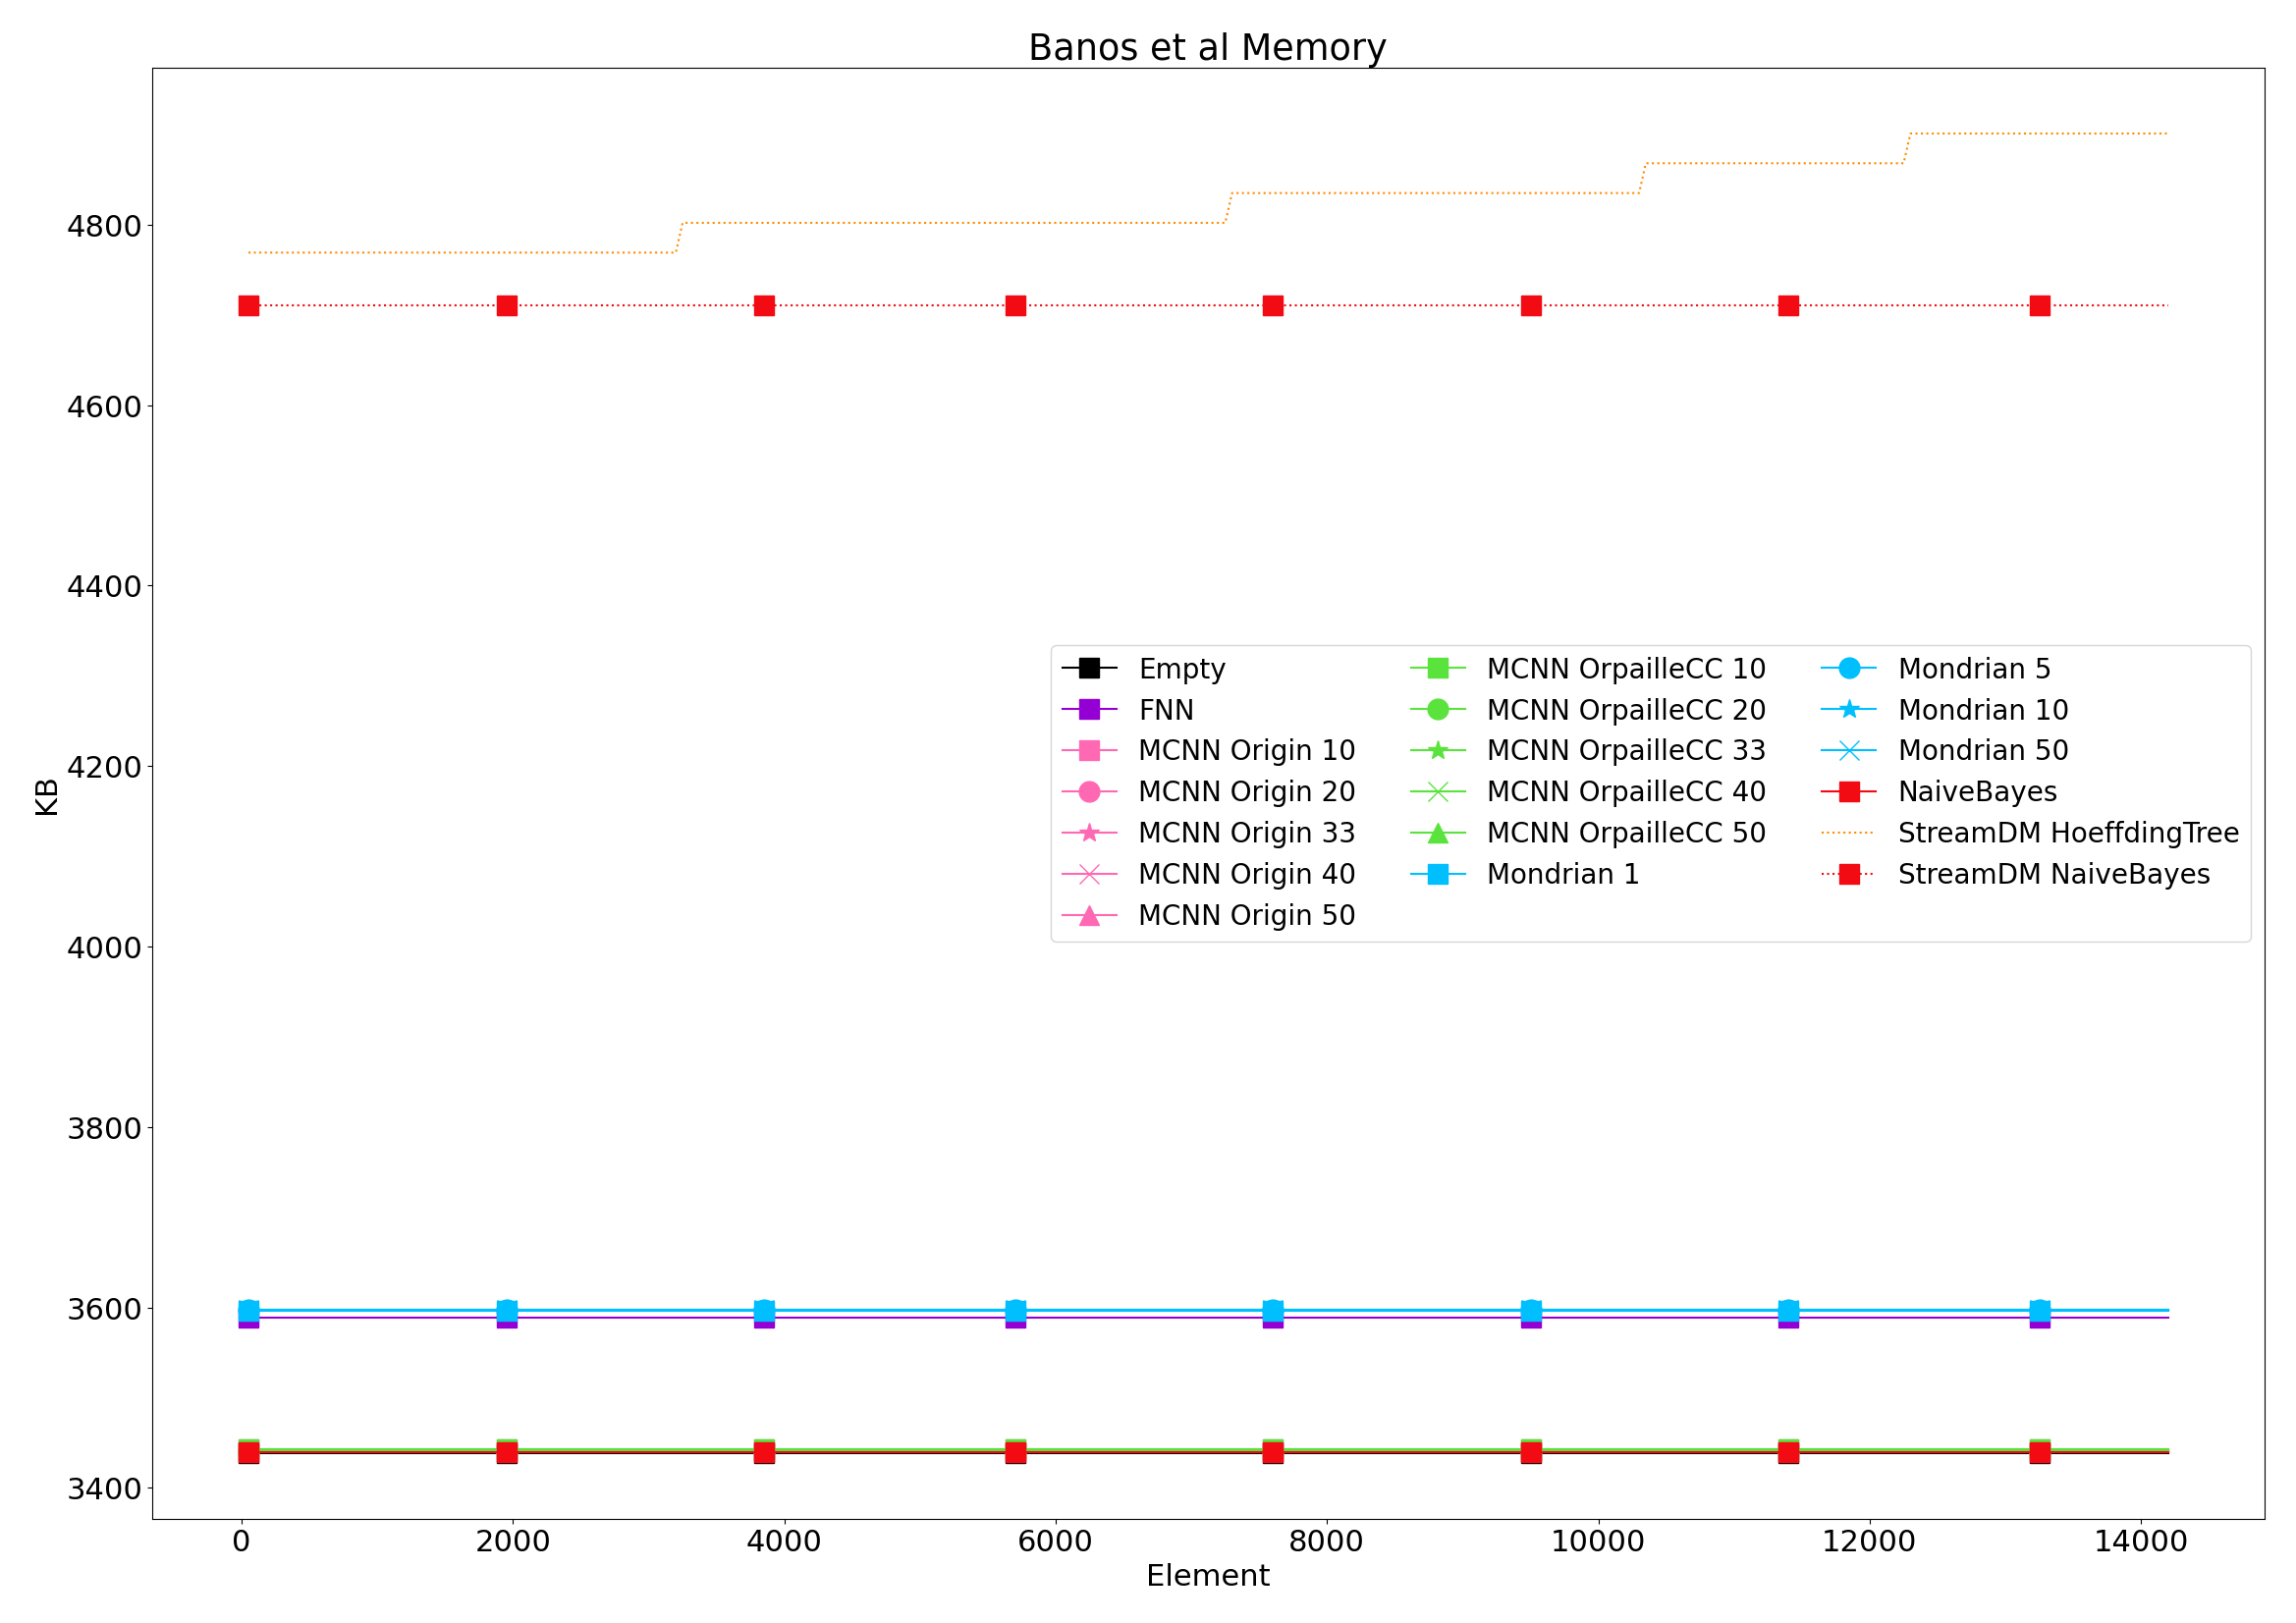 Banos et al Memory
KB
4800
4600
4400
4200
4000
3800
3600
3400
Empty
FNN
MCNN Origin 10
MCNN Origin 20
MCNN Origin 33
MCNN Origin 40
MCNN Origin 50
MCNN OrpailleCC 10
MCNN OrpailleCC 20
MCNN OrpailleCC 33
MCNN OrpailleCC 40
MCNN OrpailleCC 50
Mondrian 1
Mondrian 5
Mondrian 10
Mondrian 50
NaiveBayes
StreamDM HoeffdingTree
StreamDM NaiveBayes
0 2000 4000 6000 8000 10000 12000 14000
Element